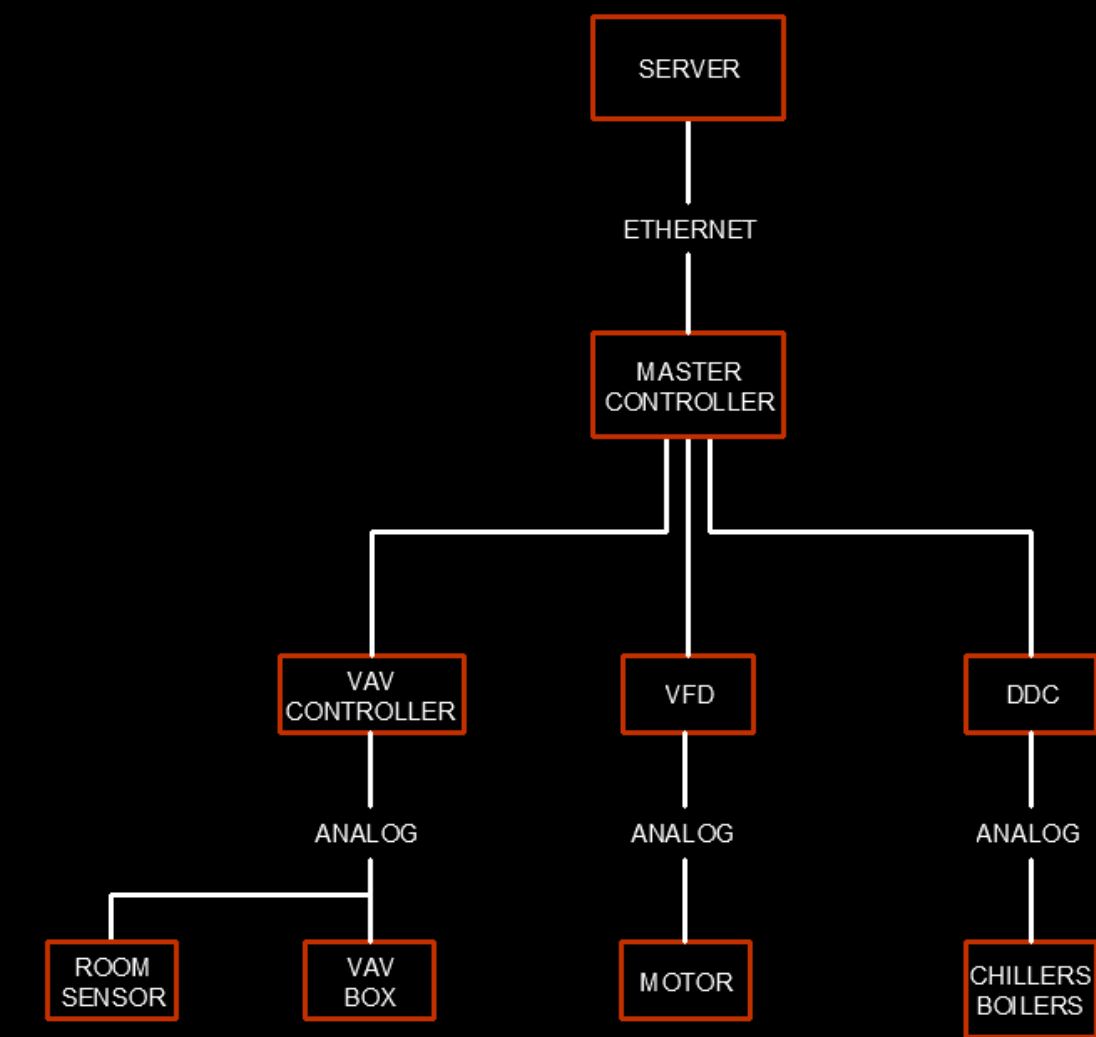 SERVER
ETHERNET
MASTER
CONTROLLER
VAV
CONTROLLER
VFD
DDC
ANALOG
ANALOG
ANALOG
ROOM
SENSOR
VAV
BOX
MOTOR
CHILLERS
BOILERS